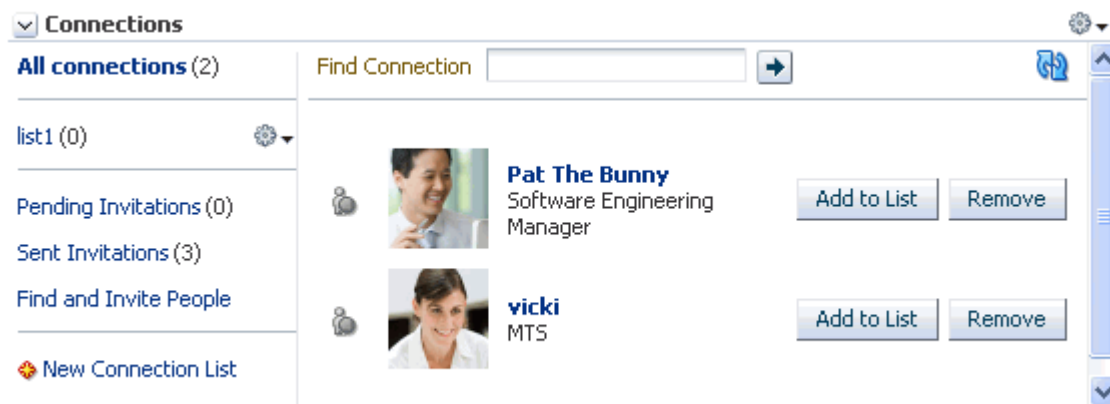 Connections
All connections (2)
Find Connection
list1 (0)
Pending Invitations (0)
Sent Invitations (3)
Find and Invite People
New Connection List
Pat The Bunny
Software Engineering
Manager
Add to List Remove
vicki
MTS
Add to List Remove